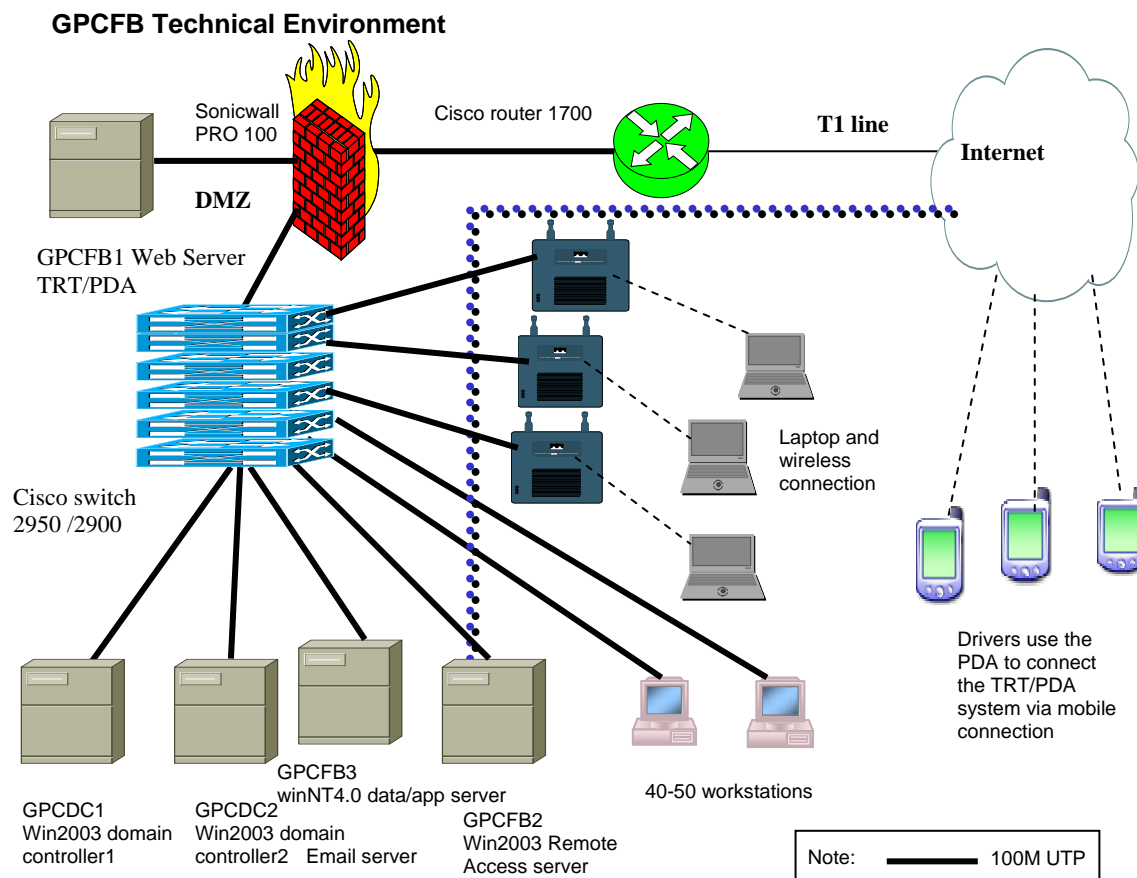 GPCFB Technical Environment
Sonicwall
PRO 100
Cisco router 1700
T1 line
Internet
DMZ
GPCFB1 Web Server
TRT/PDA
Cisco switch
2950 /2900
Laptop and
wireless
connection
Drivers use the
PDA to connect
the TRT/PDA
system via mobile
connection
GPCDC1
Win2003 domain
controller1
GPCDC2
Win2003 domain
controller2 Email server
GPCFB3
winNT4.0 data/app server
GPCFB2
Win2003 Remote
Access server
40-50 workstations
Note: 100M UTP